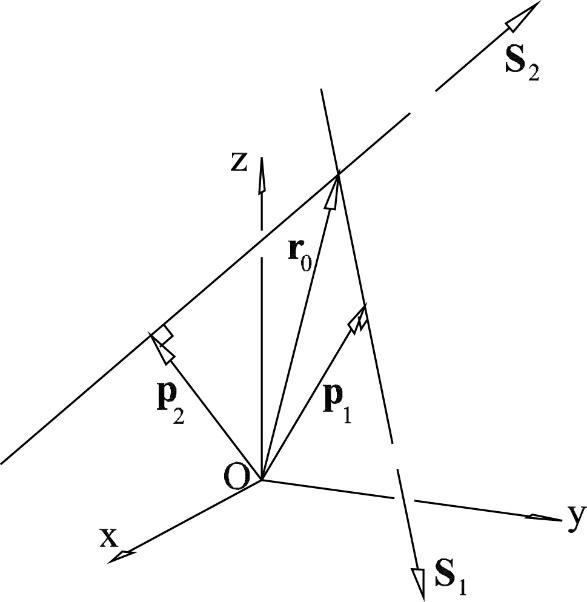 S₂
z
r₀
p₂
p₁
O
y
x
S₁